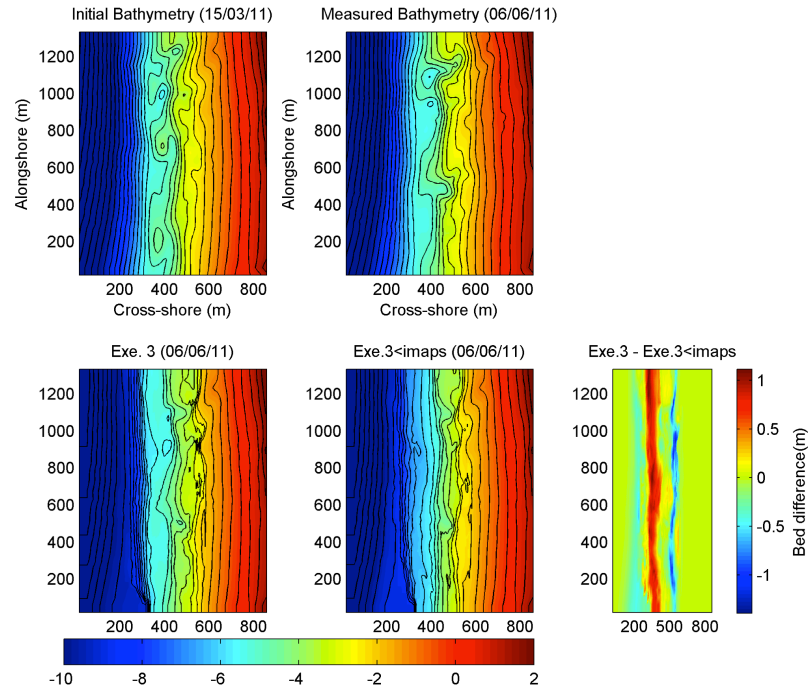 Initial Bathymetry (15/03/11)
Measured Bathymetry (06/06/11)
Alongshore (m)
1200
1000
800
600
400
200
200 400 600 800
Cross-shore (m)
Alongshore (m)
1200
1000
800
600
400
200
200 400 600 800
Cross-shore (m)
Exe. 3 (06/06/11)
Exe.3<imaps (06/06/11)
Exe.3 - Exe.3<imaps
1200
1000
800
600
400
200
200 400 600 800
1200
1000
800
600
400
200
200 400 600 800
1200
1000
800
600
400
200
200 500 800
1
0.5
0
-0.5
-1
Bed difference(m)
-10 -8 -6 -4 -2 0 2